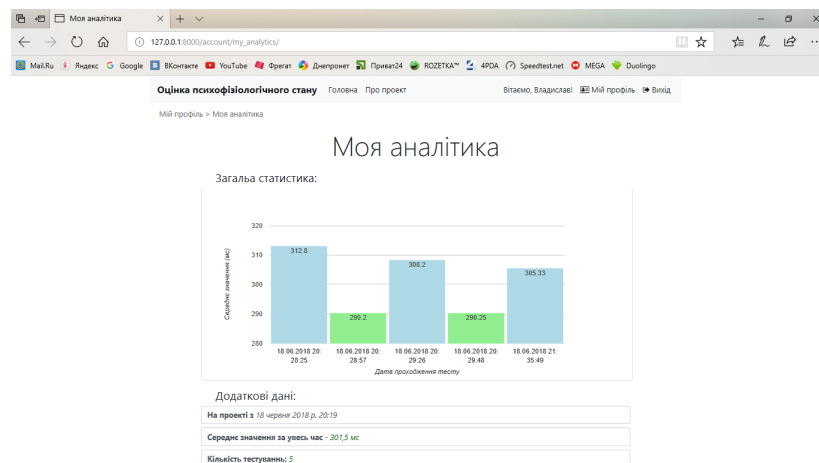 Моя аналітика
127.0.0.1:8000/account/my_analytics/
Mail.Ru Яндекс Google ВКонтакте YouTube Фрегат Днепронет Приват24 ROZETKA™ 4PDA Speedtest.net MEGA Duolingo
Оцінка психофізіологічного стану Головна Про проект Вітаємо, Владислав! Мій профіль Вихід
Мій профіль > Моя аналітика
Моя аналітика
Загальа статистика:
Середнє значення (мс)
320
310
300
290
280
312.8
290.2
308.2
290.25
305.33
18.06.2018 20:28:25
18.06.2018 20:28:57
18.06.2018 20:29:26
18.06.2018 20:29:48
18.06.2018 21:35:49
Дата проходження тесту
Додаткові дані:
На проекті з 18 червня 2018 р. 20:19
Середнє значення за увесь час - 301,5 мс
Кількість тестуваннь: 5